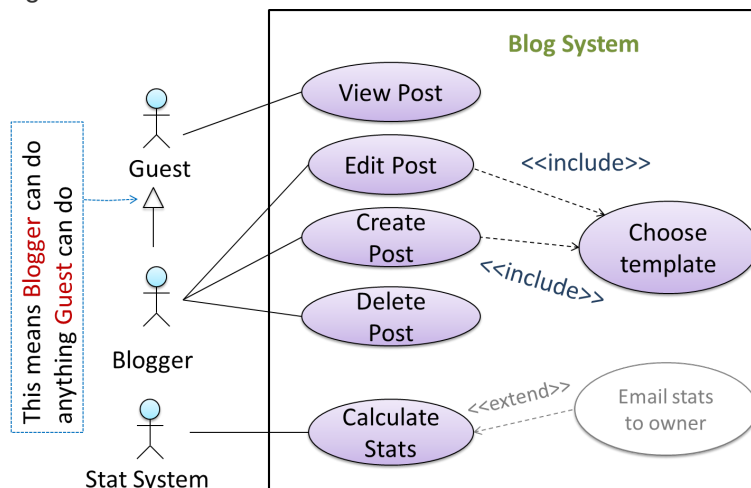 g
Blog System
View Post
Guest
Edit Post
<<include>>
Create
Post
Choose
template
<<include>>
This means Blogger can do
anything Guest can do
Delete
Post
Blogger
Calculate
Stats
<<extend>>
Email stats
to owner
Stat System